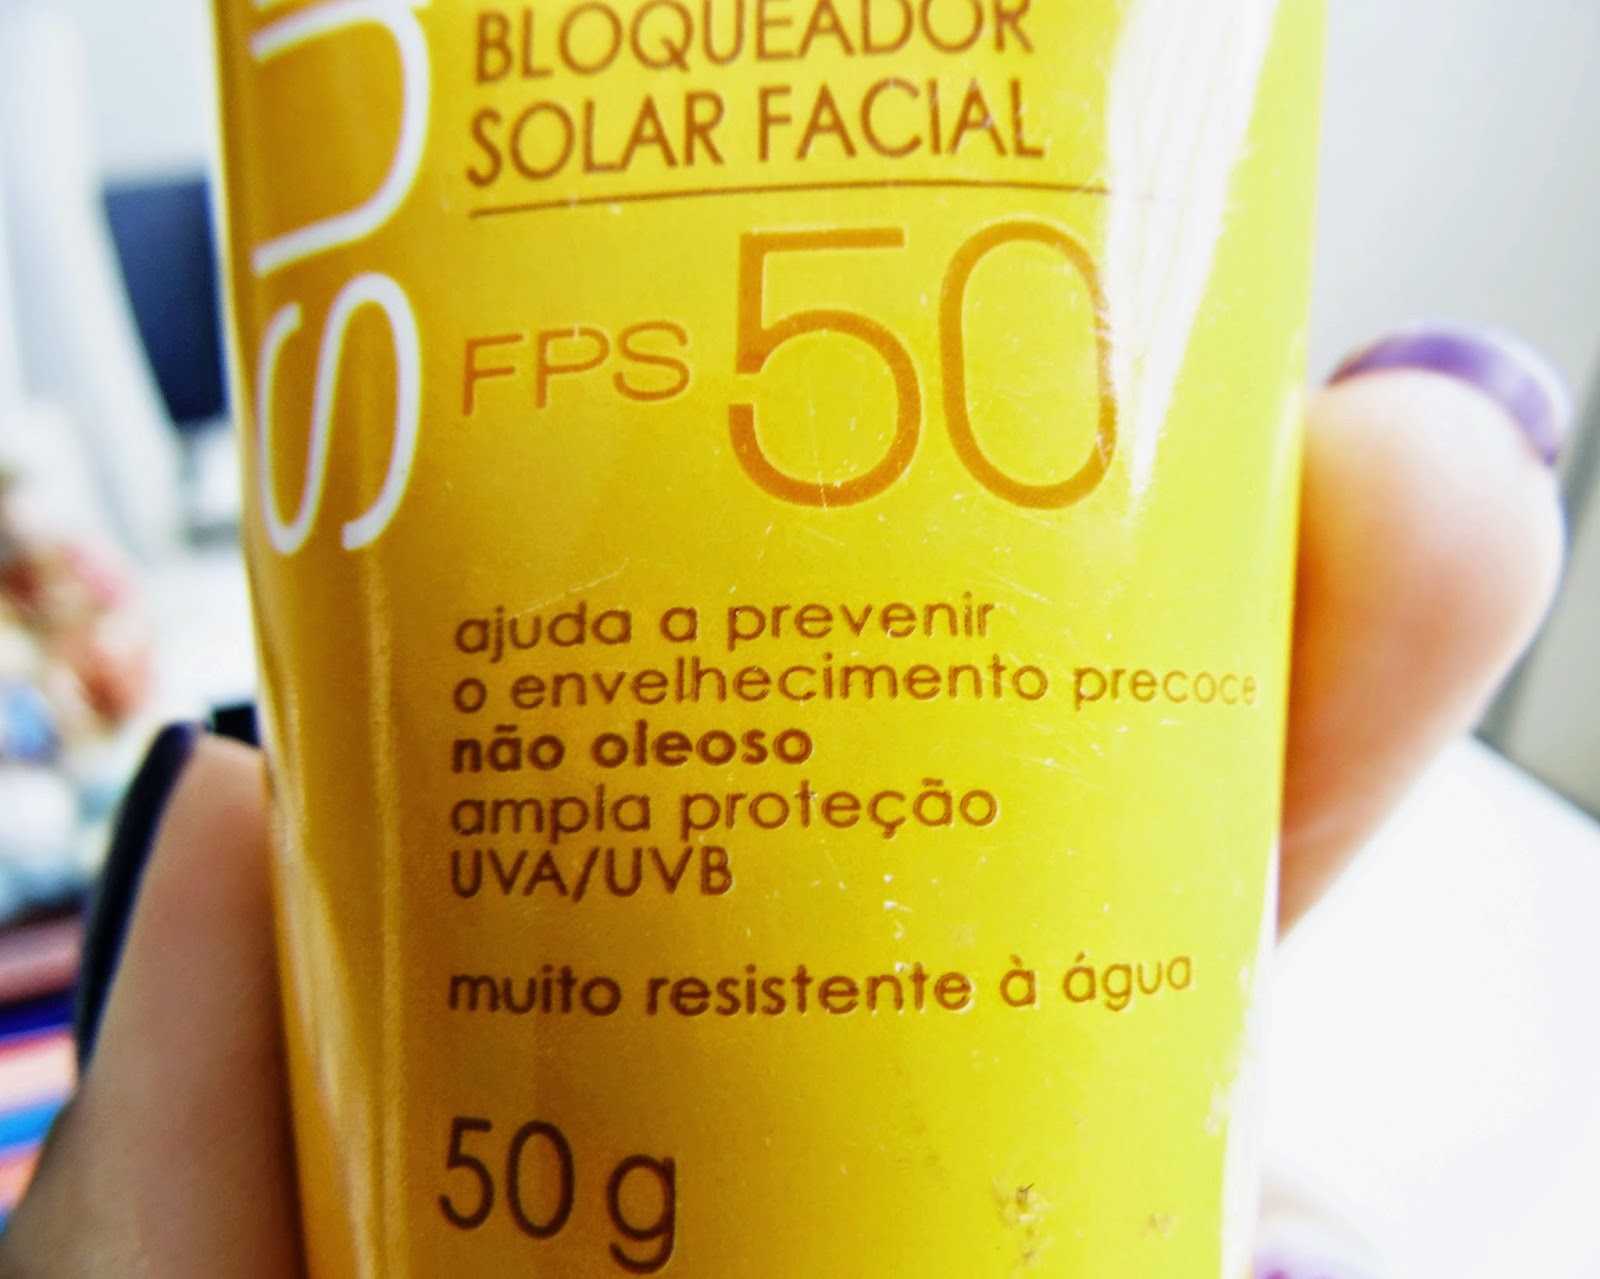 BLOQUEADOR
SOLAR FACIAL
FPS 50
ajuda a prevenir
o envelhecimento precoce
não oleoso
ampla proteção
UVA/UVB
muito resistente à água
50 g